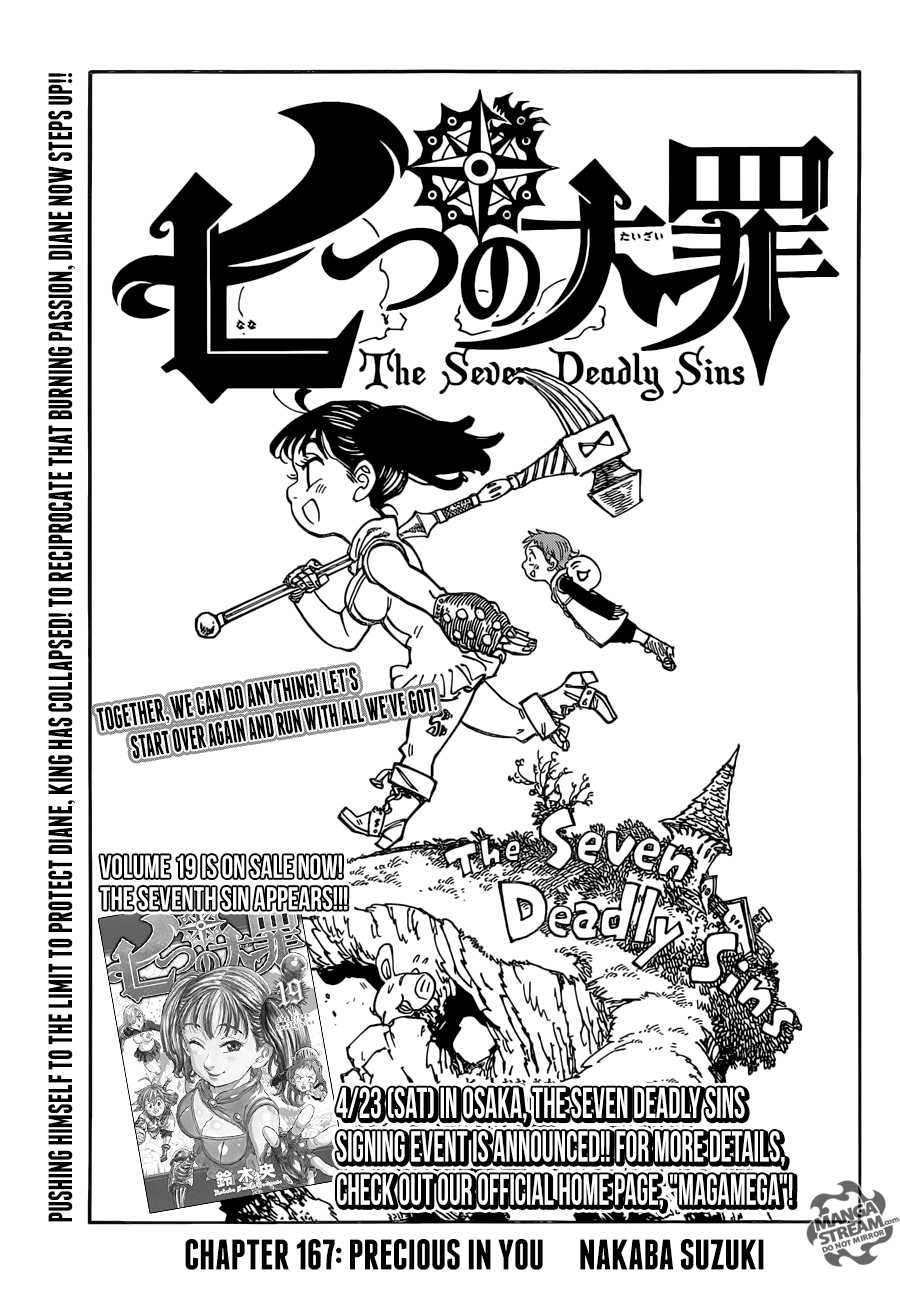 PUSHING HIMSELF TO THE LIMIT TO PROTECT DIANE, KING HAS COLLAPSED! TO RECIPROCATE THAT BURNING PASSION, DIANE NOW STEPS UP!!
七つの大罪
なな
たいざい
The Seven Deadly Sins
TOGETHER, WE CAN DO ANYTHING! LET'S
START OVER AGAIN AND RUN WITH ALL WE'VE GOT!
The Seven
Deadly Sins
VOLUME 19 IS ON SALE NOW!
THE SEVENTH SIN APPEARS!!!
七つの大罪
19
鈴木央
4/23 (SAT) IN OSAKA, THE SEVEN DEADLY SINS
SIGNING EVENT IS ANNOUNCED!! FOR MORE DETAILS,
CHECK OUT OUR OFFICIAL HOME PAGE, "MAGAMEGA"!
MANGA
STREAM.com
DO NOT MIRROR
CHAPTER 167: PRECIOUS IN YOU NAKABA SUZUKI